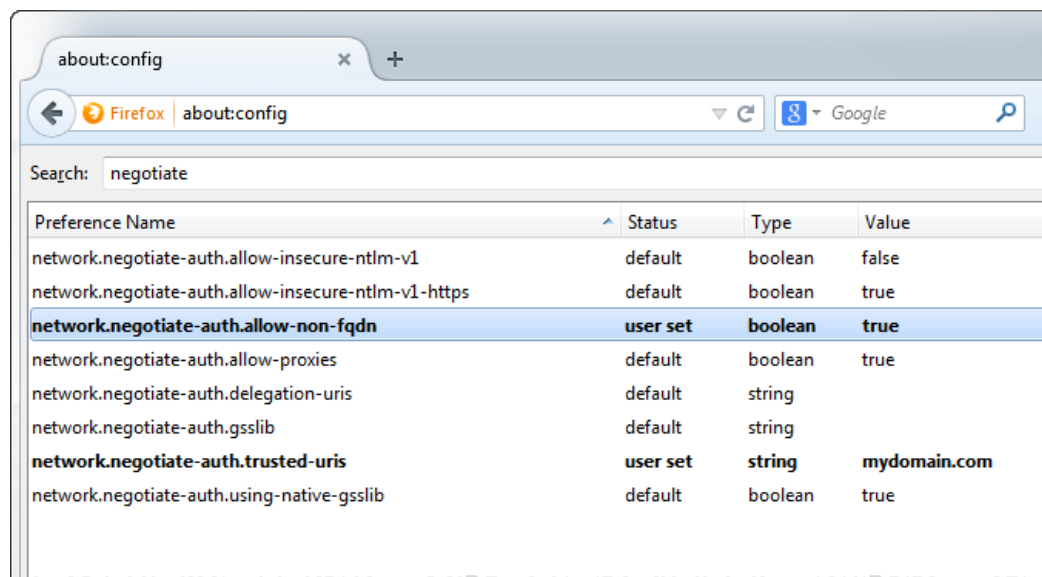 about:config
Firefox about:config Google
Search: negotiate
Preference Name Status Type Value
network.negotiate-auth.allow-insecure-ntlm-v1 default boolean false
network.negotiate-auth.allow-insecure-ntlm-v1-https default boolean true
network.negotiate-auth.allow-non-fqdn user set boolean true
network.negotiate-auth.allow-proxies default boolean true
network.negotiate-auth.delegation-uris default string
network.negotiate-auth.gsslib default string
network.negotiate-auth.trusted-uris user set string mydomain.com
network.negotiate-auth.using-native-gsslib default boolean true